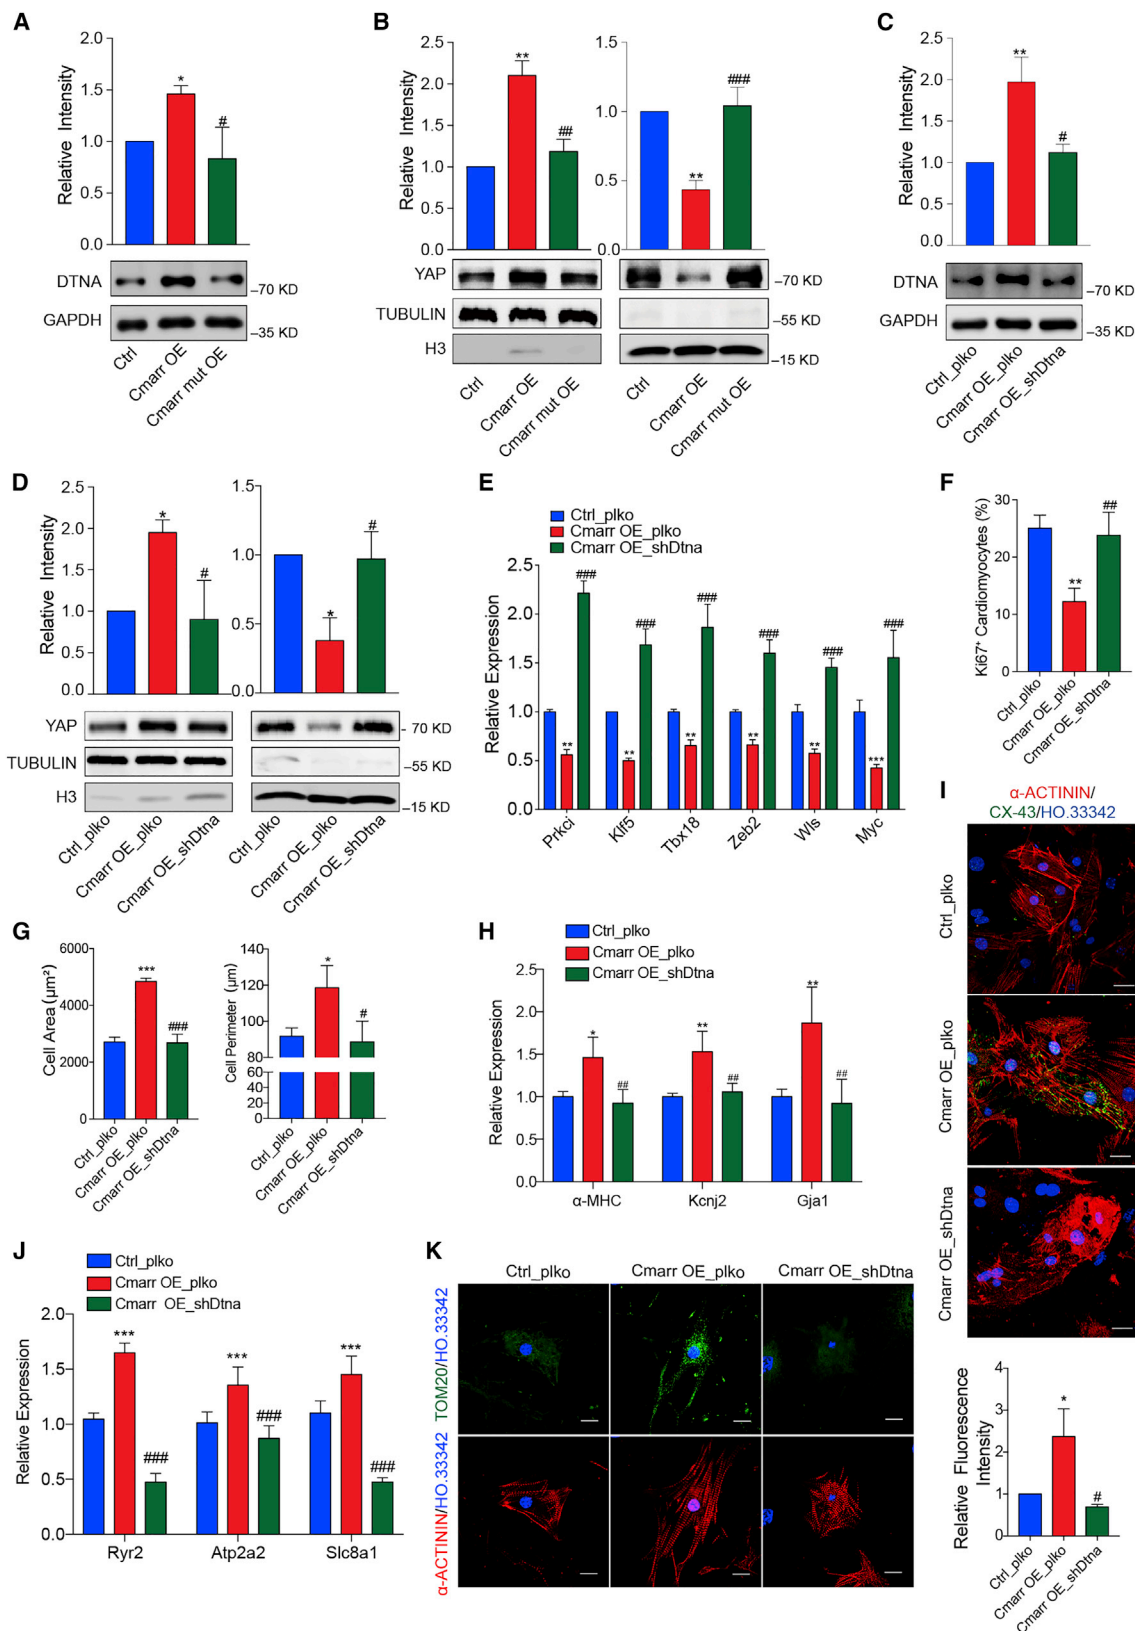 A
2.0
1.5
1.0
0.5
0.0
Relative Intensity
*
#
DTNA
GAPDH
–70 KD
–35 KD
Ctrl
Cmarr OE
Cmarr mut OE
B
2.5
2.0
1.5
1.0
0.5
0.0
Relative Intensity
**
##
1.5
1.0
0.5
0.0
**
###
YAP
TUBULIN
H3
–70 KD
–55 KD
–15 KD
Ctrl
Cmarr OE
Cmarr mut OE
Ctrl
Cmarr OE
Cmarr mut OE
C
2.5
2.0
1.5
1.0
0.5
0.0
Relative Intensity
**
#
DTNA
GAPDH
–70 KD
–35 KD
Ctrl_plko
Cmarr OE_plko
Cmarr OE_shDtna
D
2.5
2.0
1.5
1.0
0.5
0.0
Relative Intensity
*
#
1.5
1.0
0.5
0.0
*
#
YAP
TUBULIN
H3
– 70 KD
–55 KD
–15 KD
Ctrl_plko
Cmarr OE_plko
Cmarr OE_shDtna
Ctrl_plko
Cmarr OE_plko
Cmarr OE_shDtna
E
Ctrl_plko
Cmarr OE_plko
Cmarr OE_shDtna
2.5
2.0
1.5
1.0
0.5
0.0
Relative Expression
** ###
** ###
** ###
** ###
** ###
*** ###
Prkci
Klf5
Tbx18
Zeb2
Wls
Myc
F
30
20
10
0
Ki67+ Cardiomyocytes (%)
**
##
Ctrl_plko
Cmarr OE_plko
Cmarr OE_shDtna
G
6000
4000
2000
0
Cell Area (µm²)
***
###
Ctrl_plko
Cmarr OE_plko
Cmarr OE_shDtna
140
120
100
80
60
60
40
20
0
Cell Perimeter (µm)
*
#
Ctrl_plko
Cmarr OE_plko
Cmarr OE_shDtna
H
Ctrl_plko
Cmarr OE_plko
Cmarr OE_shDtna
2.5
2.0
1.5
1.0
0.5
0.0
Relative Expression
* ##
** ##
** ##
α-MHC
Kcnj2
Gja1
I
α-ACTININ/
CX-43/HO.33342
Ctrl_plko
Cmarr OE_plko
Cmarr OE_shDtna
J
Ctrl_plko
Cmarr OE_plko
Cmarr OE_shDtna
2.0
1.5
1.0
0.5
0.0
Relative Expression
*** ###
*** ###
*** ###
Ryr2
Atp2a2
Slc8a1
K
Ctrl_plko
Cmarr OE_plko
Cmarr OE_shDtna
TOM20/HO.33342
α-ACTININ/HO.33342
4
3
2
1
0
Relative Fluorescence
Intensity
*
#
Ctrl_plko
Cmarr OE_plko
Cmarr OE_shDtna